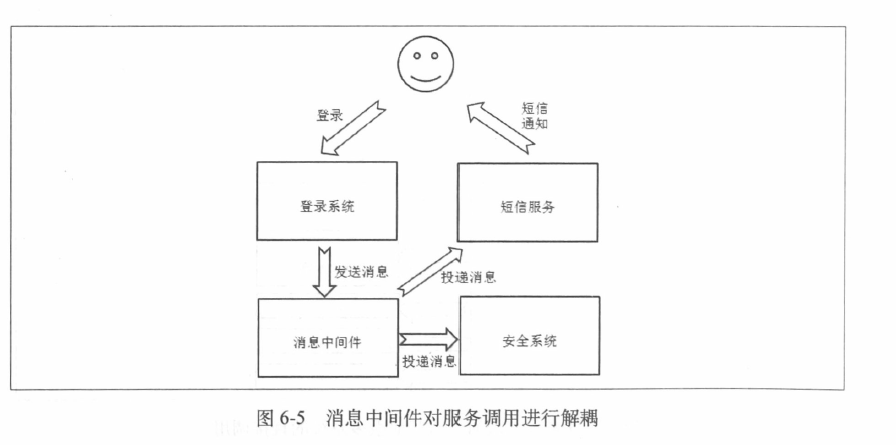 登录
短信
通知
登录系统
短信服务
发送消息
投递消息
消息中间件
安全系统
投递消息
图 6-5 消息中间件对服务调用进行解耦